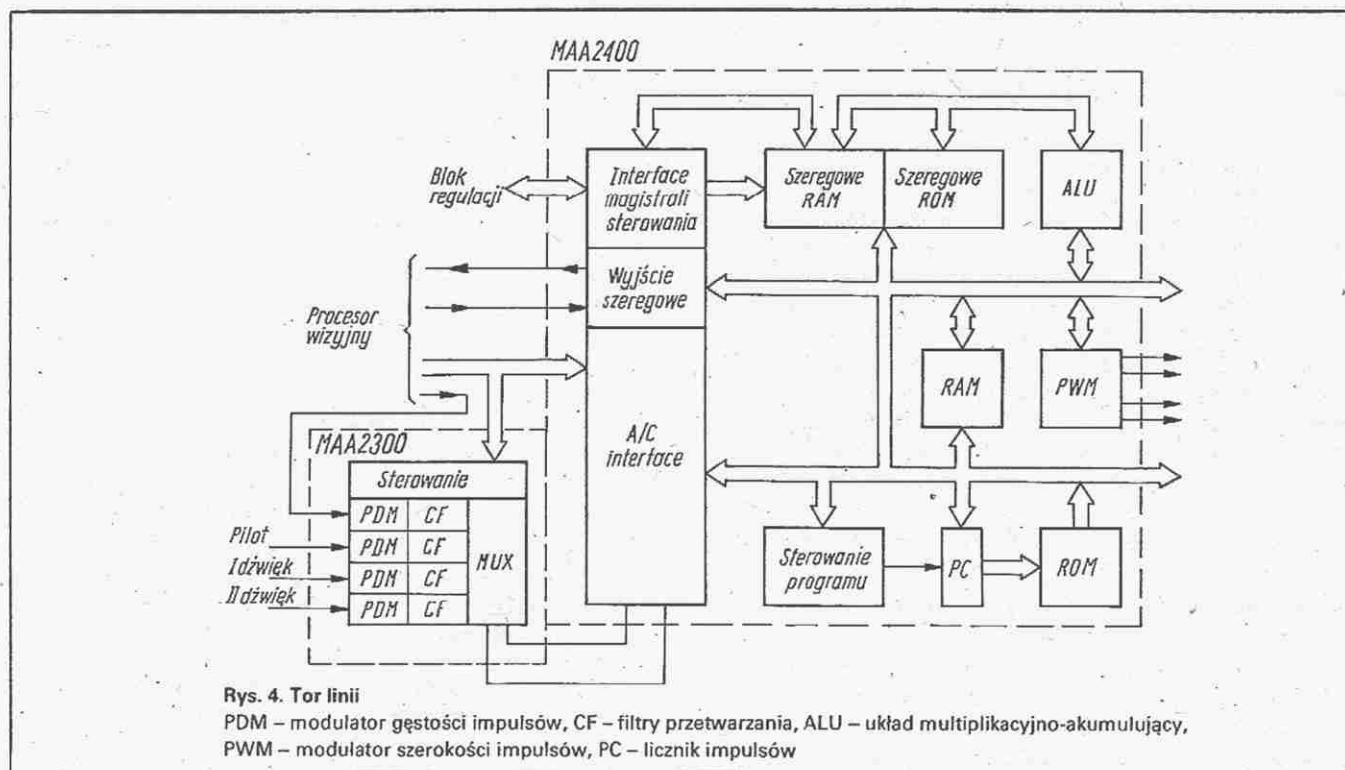 MAA2400
Blok
regulacji
Interface
magistrali
sterowania
Szeregowe
RAM
Szeregowe
ROM
ALU
Wyjście
szeregowe
Procesor
wizyjny
RAM
PWM
A/C
interface
MAA2300
Sterowanie
PDM CF
PDM CF
PDM CF
PDM CF
MUX
Pilot
I dźwięk
II dźwięk
Sterowanie
programu
PC
ROM
Rys. 4. Tor linii
PDM – modulator gęstości impulsów, CF – filtry przetwarzania, ALU – układ multiplikacyjno-akumulujący,
PWM – modulator szerokości impulsów, PC – licznik impulsów